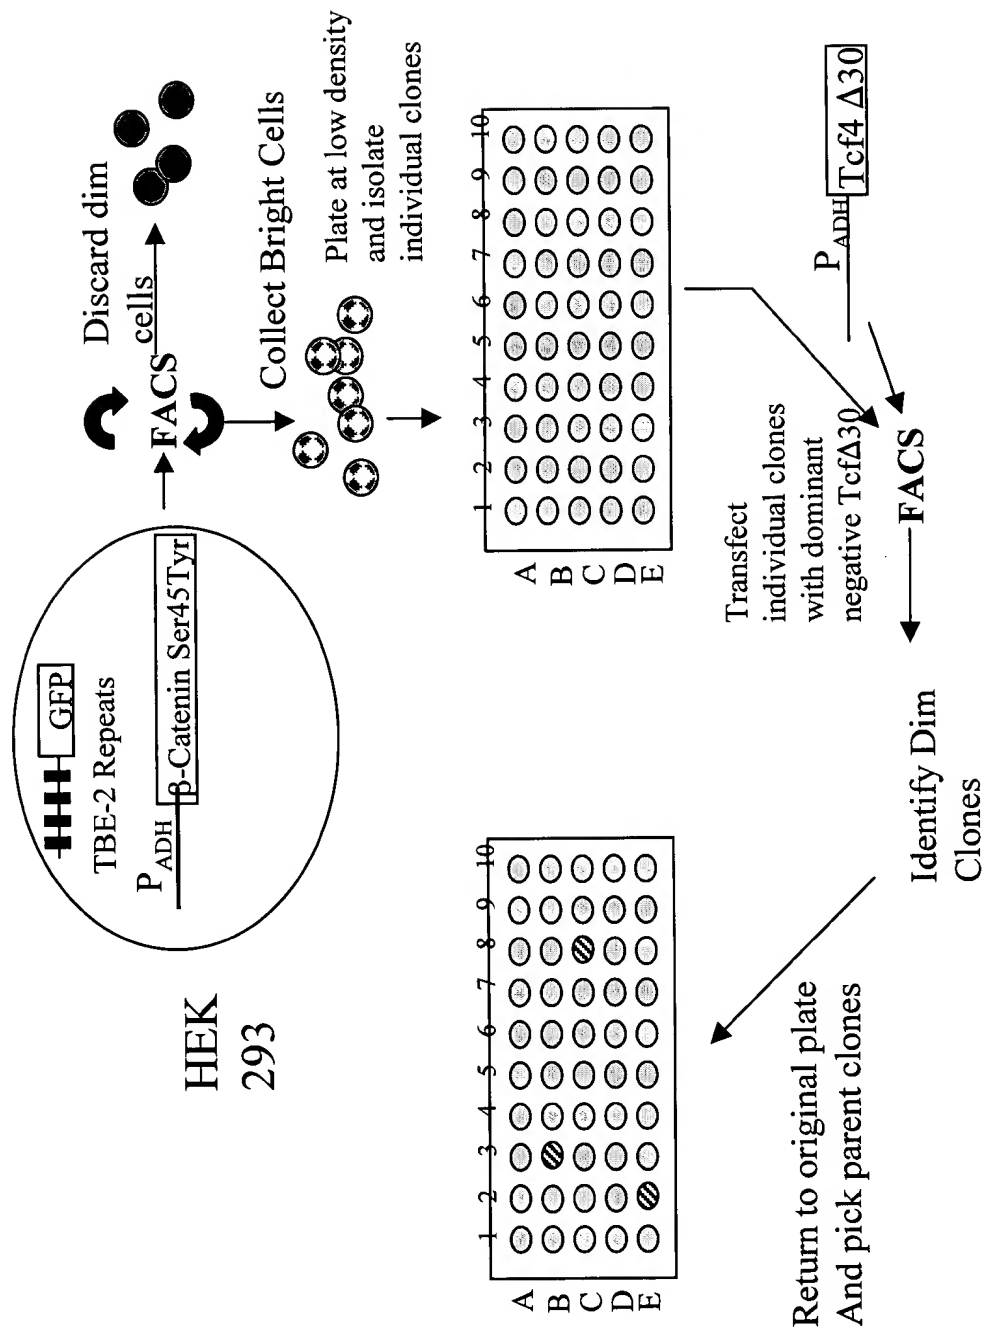 HEK
293
GFP
TBE-2 Repeats
PADH
β-Catenin Ser45Tyr
FACS
Discard dim
cells
Collect Bright Cells
Plate at low density
and isolate
individual clones
1 2 3 4 5 6 7 8 9 10
A
B
C
D
E
PADH
Tcf4 Δ30
Transfect
individual clones
with dominant
negative TcfΔ30
FACS
Identify Dim
Clones
1 2 3 4 5 6 7 8 9 10
A
B
C
D
E
Return to original plate
And pick parent clones